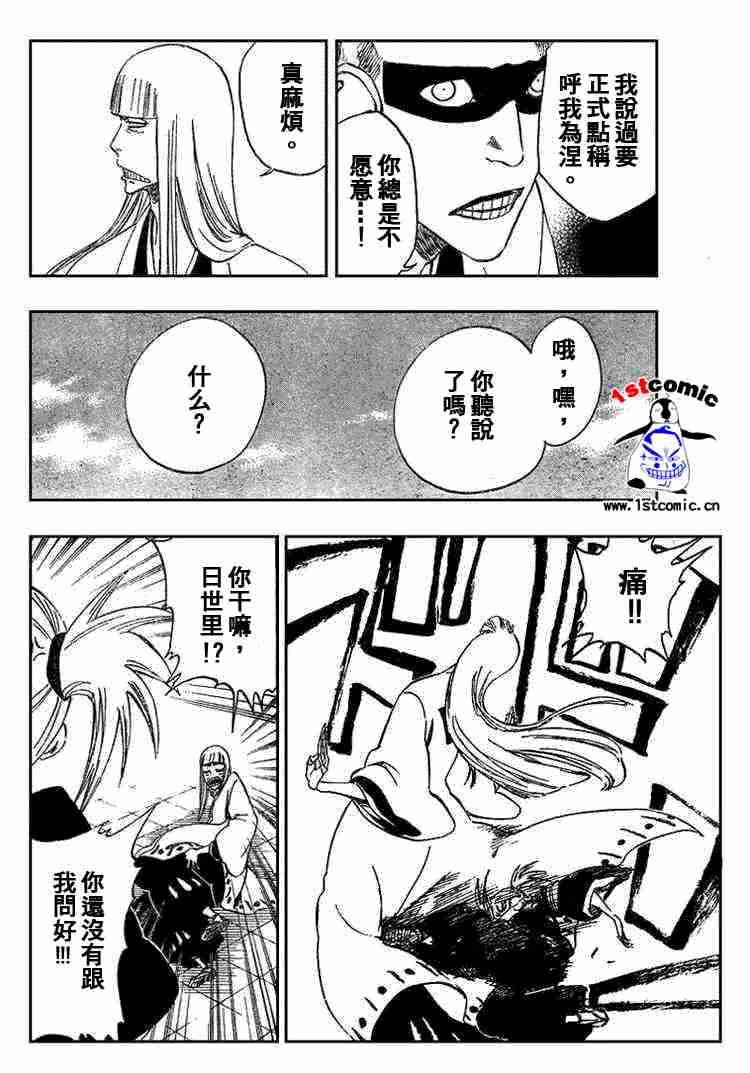 我說過要
正式點稱
呼我為涅。
你總是不
愿意…!
真麻煩。
哦，嘿，
你聽說
了嗎?
什么?
1stcomic
www.1stcomic.cn
痛!!
你干嘛，
日世里!?
你還沒有跟
我問好!!!